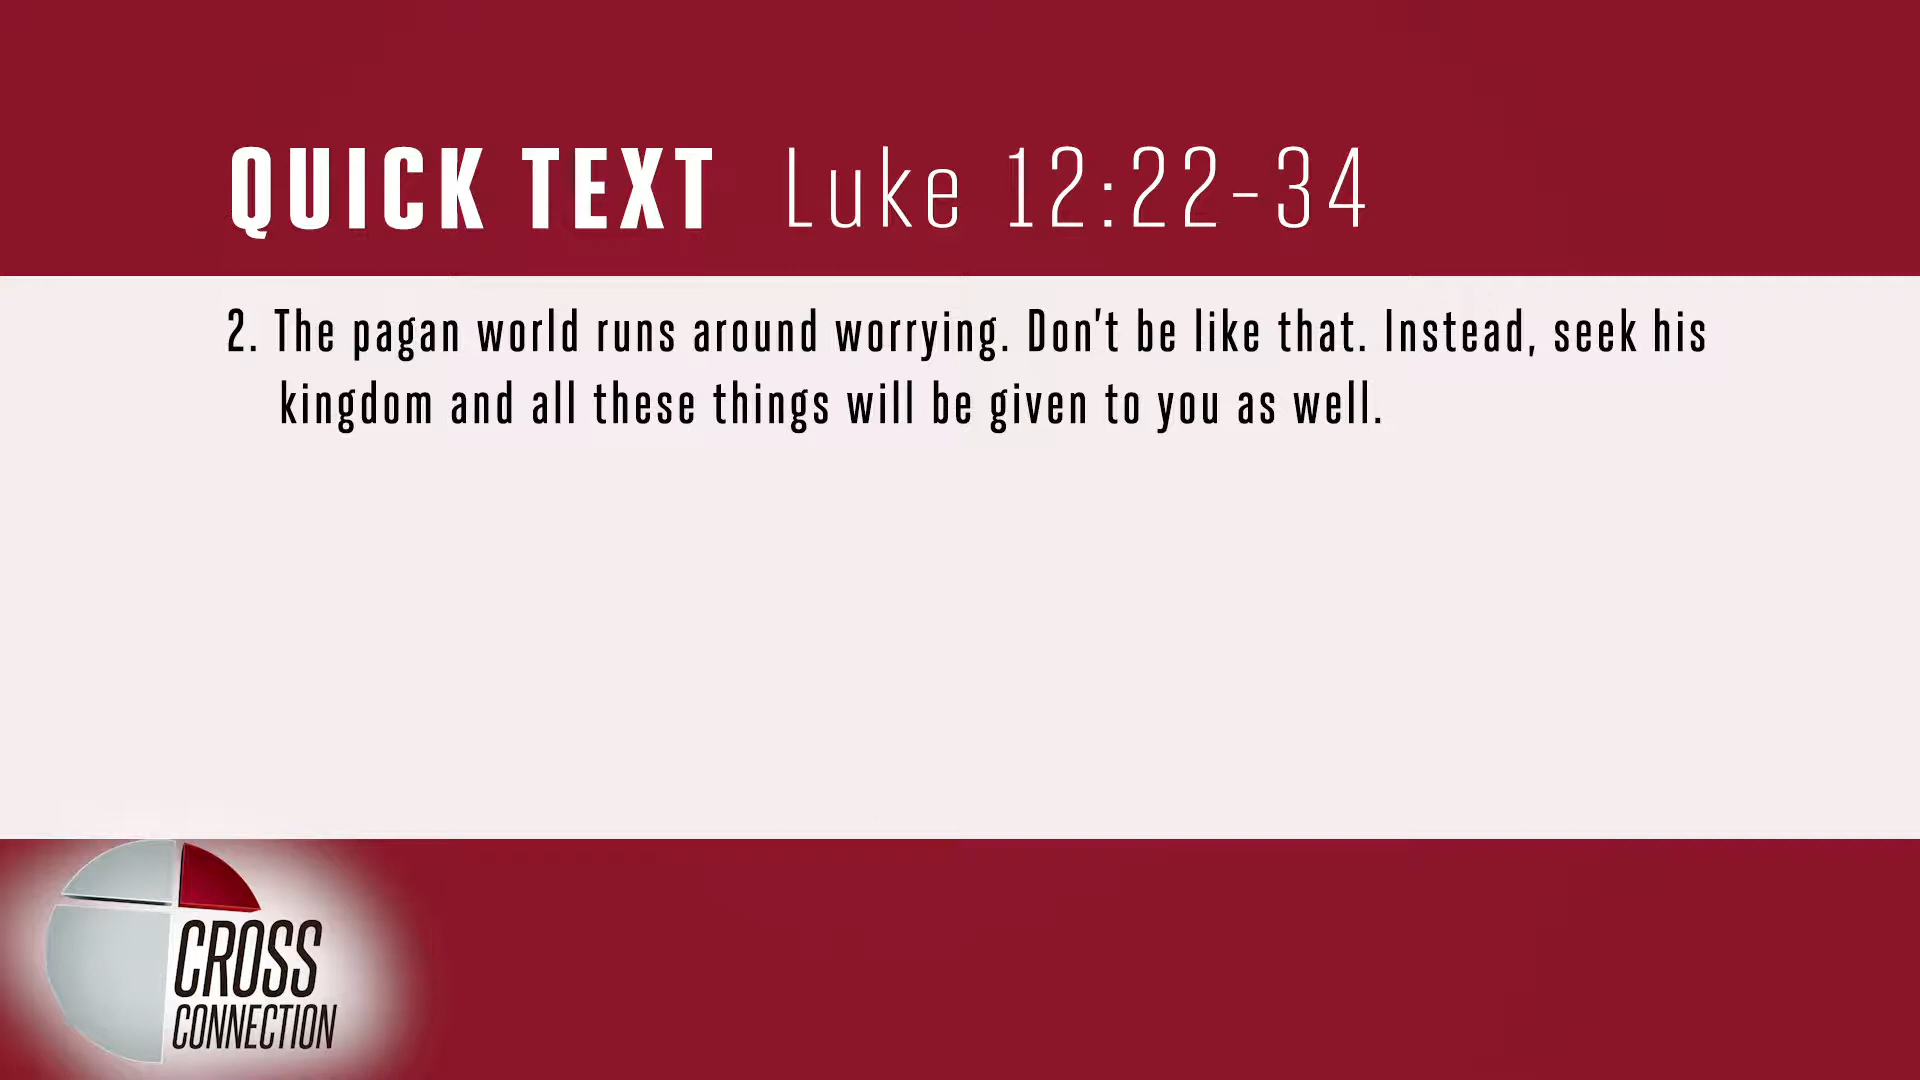 QUICK TEXT Luke 12:22-34
2. The pagan world runs around worrying. Don't be like that. Instead, seek his
kingdom and all these things will be given to you as well.
CROSS
CONNECTION